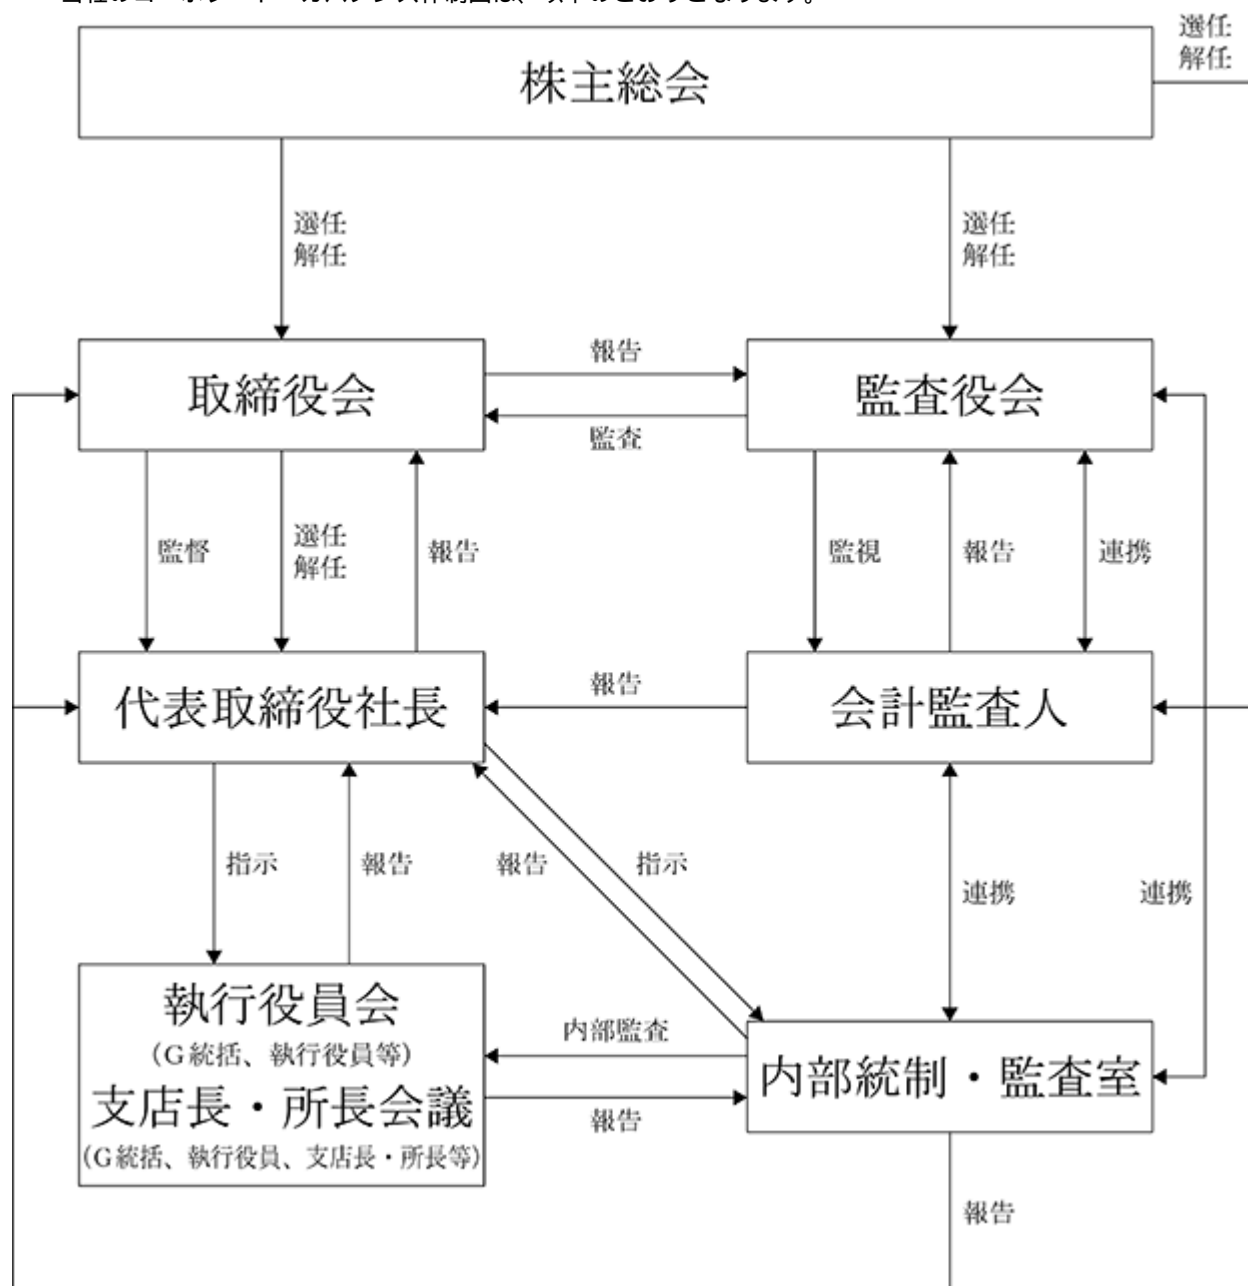 選任
解任
株主総会
選任
解任
選任
解任
報告
取締役会
監査役会
監査
監督
選任
解任
報告
監視
報告
連携
代表取締役社長
報告
会計監査人
指示
報告
報告
指示
連携
連携
執行役員会
(G統括、執行役員等)
支店長・所長会議
(G統括、執行役員、支店長・所長等)
内部監査
報告
内部統制・監査室
報告